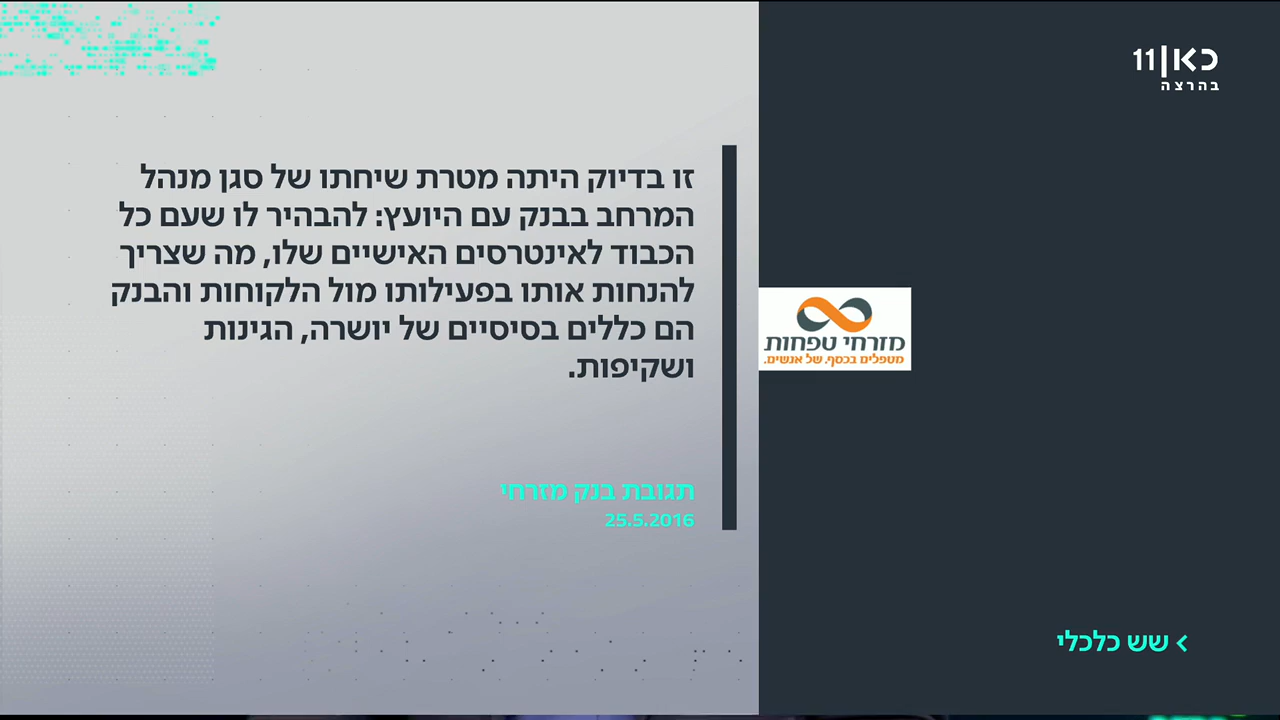 כאן 11
בהרצה
זו בדיוק היתה מטרת שיחתו של סגן מנהל
המרחב בבנק עם היועץ: להבהיר לו שעם כל
הכבוד לאינטרסים האישיים שלו, מה שצריך
להנחות אותו בפעילותו מול הלקוחות והבנק
הם כללים בסיסיים של יושרה, הגינות
ושקיפות.
תגובת בנק מזרחי
25.5.2016
מזרחי טפחות
מטפלים בכסף. של אנשים.
> שש כלכלי